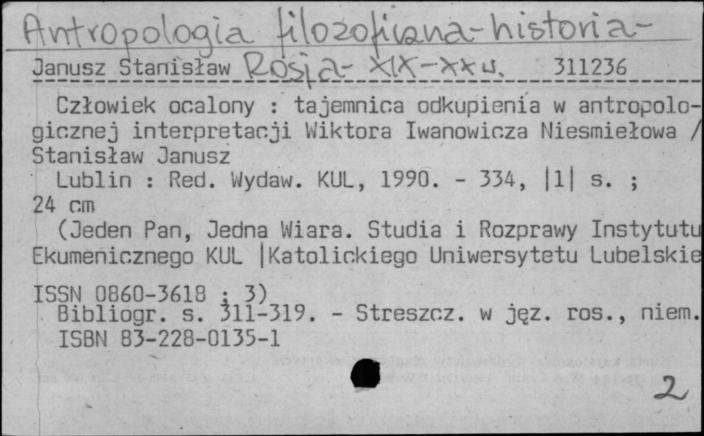 Antropologia filozoficzna-historia-
Janusz Stanisław Rosja- XIX-XX w. 311236
Człowiek ocalony : tajemnica odkupienia w antropolo-
gicznej interpretacji Wiktora Iwanowicza Niesmiełowa /
Stanisław Janusz
Lublin : Red. Wydaw. KUL, 1990. - 334, |1| s. ;
24 cm
(Jeden Pan, Jedna Wiara. Studia i Rozprawy Instytutu
Ekumenicznego KUL |Katolickiego Uniwersytetu Lubelskie
ISSN 0860-3618 ; 3)
Bibliogr. s. 311-319. - Streszcz. w jęz. ros., niem.
ISBN 83-228-0135-1
2